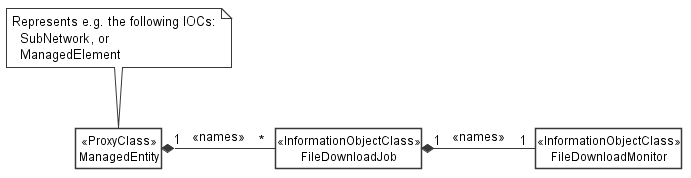 Represents e.g. the following IOCs:
SubNetwork, or
ManagedElement
«ProxyClass»
ManagedEntity
1 «names» *
«InformationObjectClass»
FileDownloadJob
1 «names» 1
«InformationObjectClass»
FileDownloadMonitor